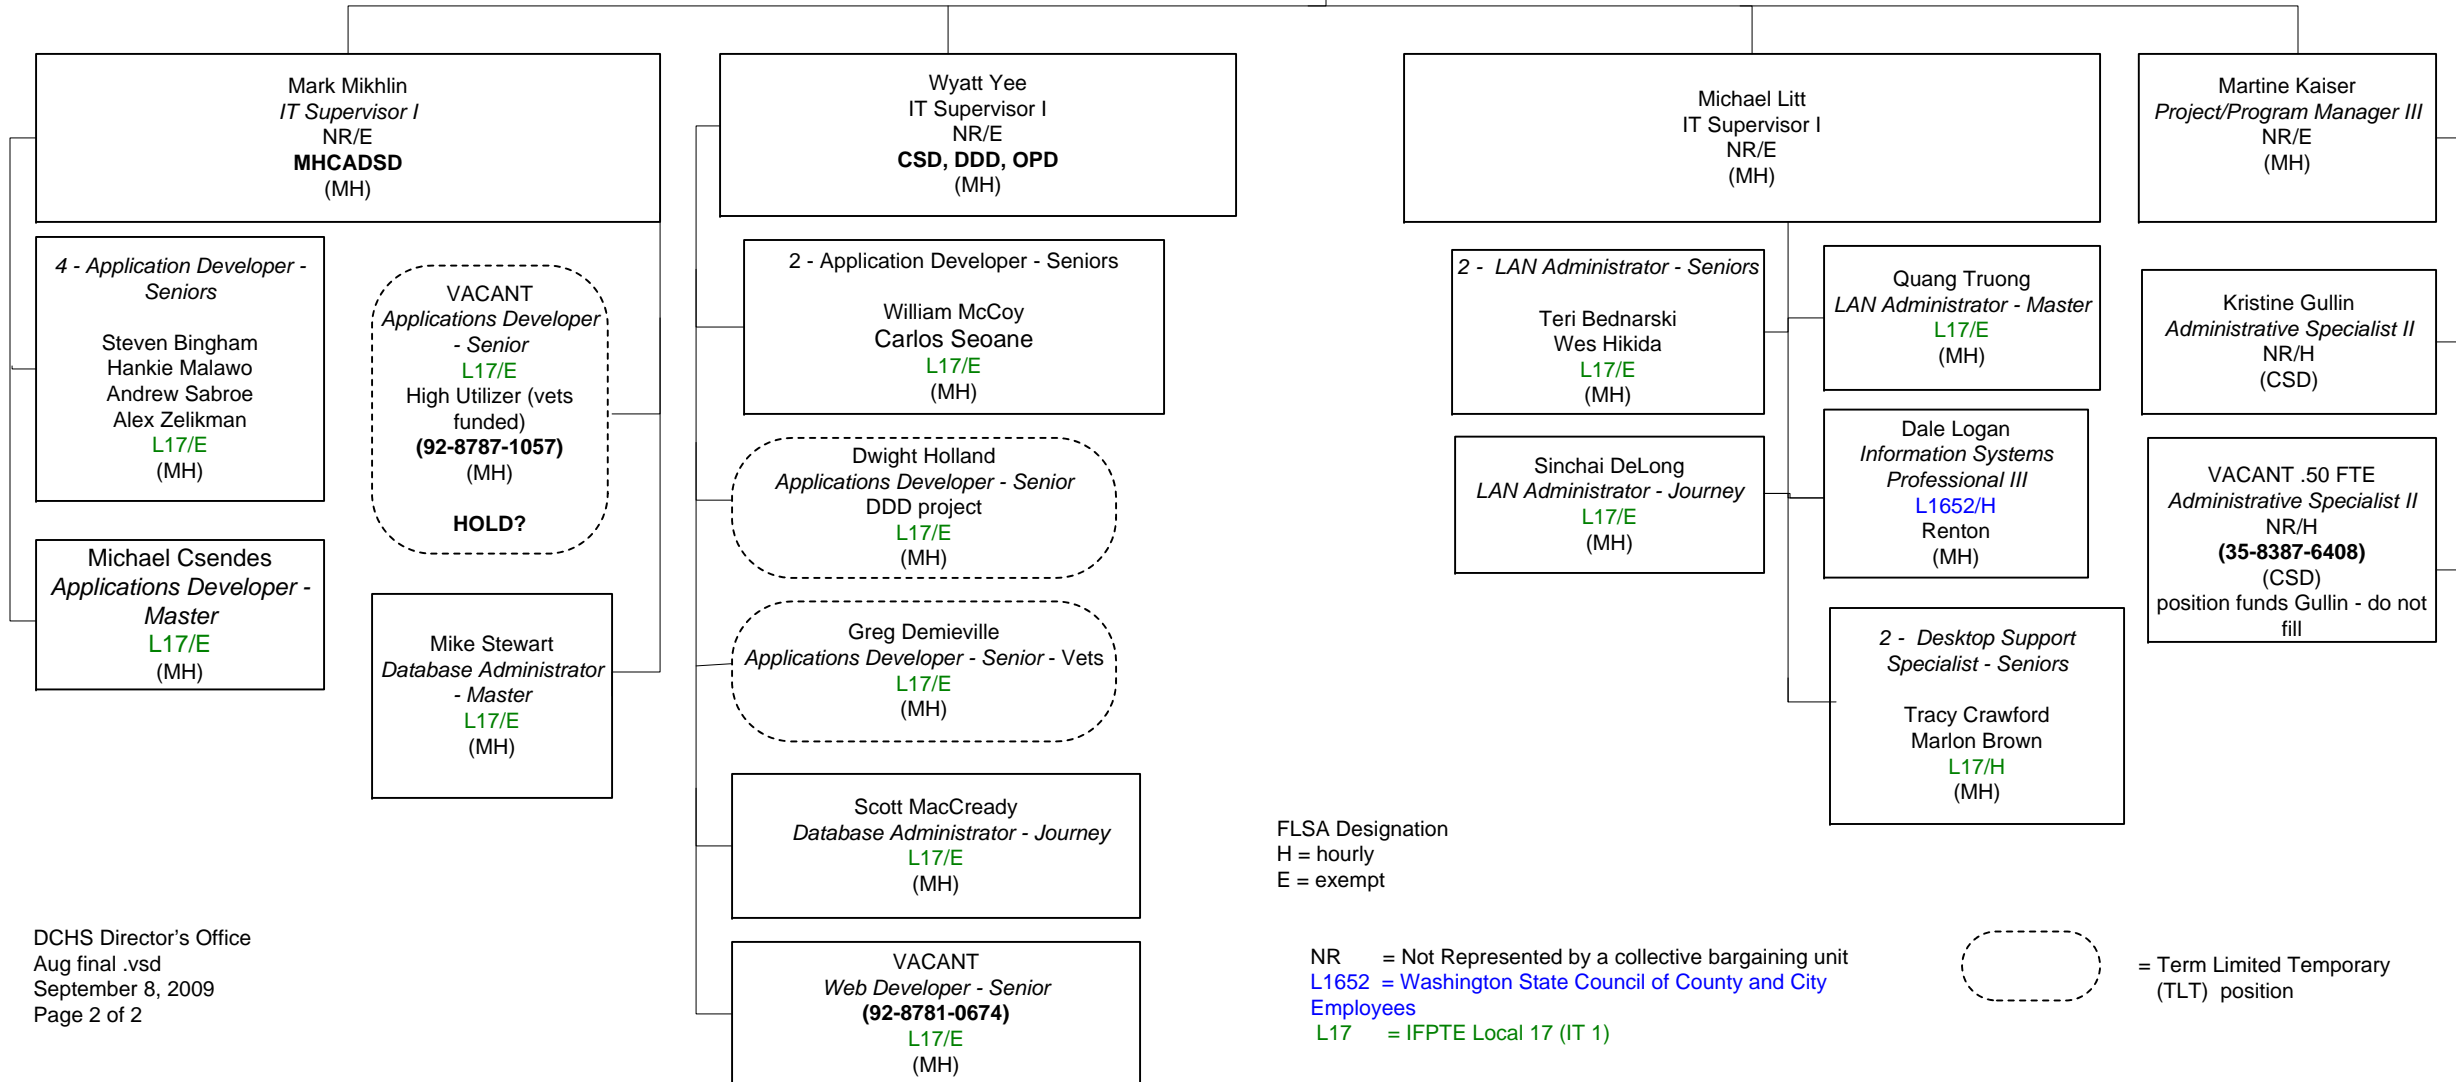 Mark Mikhlin
IT Supervisor I
NR/E
MHCADSD
(MH)
4 - Application Developer -
Seniors
Steven Bingham
Hankie Malawo
Andrew Sabroe
Alex Zelikman
L17/E
(MH)
Michael Csendes
Applications Developer -
Master
L17/E
(MH)
VACANT
Applications Developer
- Senior
L17/E
High Utilizer (vets
funded)
(92-8787-1057)
(MH)
HOLD?
Mike Stewart
Database Administrator
- Master
L17/E
(MH)
Wyatt Yee
IT Supervisor I
NR/E
CSD, DDD, OPD
(MH)
2 - Application Developer - Seniors
William McCoy
Carlos Seoane
L17/E
(MH)
Dwight Holland
Applications Developer - Senior
DDD project
L17/E
(MH)
Greg Demieville
Applications Developer - Senior - Vets
L17/E
(MH)
Scott MacCready
Database Administrator - Journey
L17/E
(MH)
VACANT
Web Developer - Senior
(92-8781-0674)
L17/E
(MH)
Michael Litt
IT Supervisor I
NR/E
(MH)
2 - LAN Administrator - Seniors
Teri Bednarski
Wes Hikida
L17/E
(MH)
Sinchai DeLong
LAN Administrator - Journey
L17/E
(MH)
Quang Truong
LAN Administrator - Master
L17/E
(MH)
Dale Logan
Information Systems
Professional III
L1652/H
Renton
(MH)
2 - Desktop Support
Specialist - Seniors
Tracy Crawford
Marlon Brown
L17/H
(MH)
Martine Kaiser
Project/Program Manager III
NR/E
(MH)
Kristine Gullin
Administrative Specialist II
NR/H
(CSD)
VACANT .50 FTE
Administrative Specialist II
NR/H
(35-8387-6408)
(CSD)
position funds Gullin - do not
fill
DCHS Director's Office
Aug final .vsd
September 8, 2009
Page 2 of 2
FLSA Designation
H = hourly
E = exempt
NR = Not Represented by a collective bargaining unit
L1652 = Washington State Council of County and City
Employees
L17 = IFPTE Local 17 (IT 1)
= Term Limited Temporary
(TLT) position